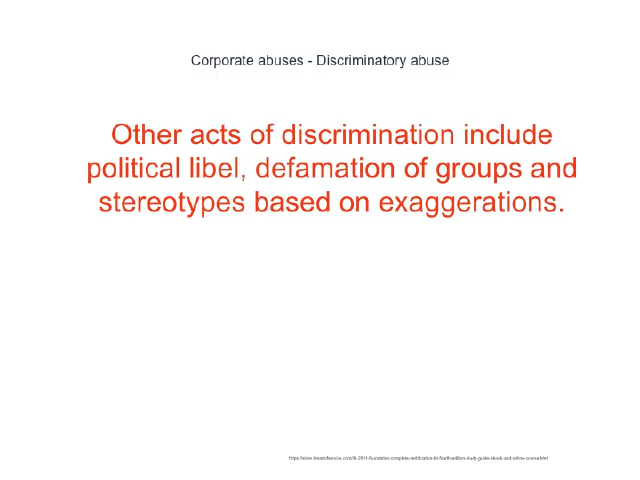 Corporate abuses - Discriminatory abuse
Other acts of discrimination include
political libel, defamation of groups and
stereotypes based on exaggerations.